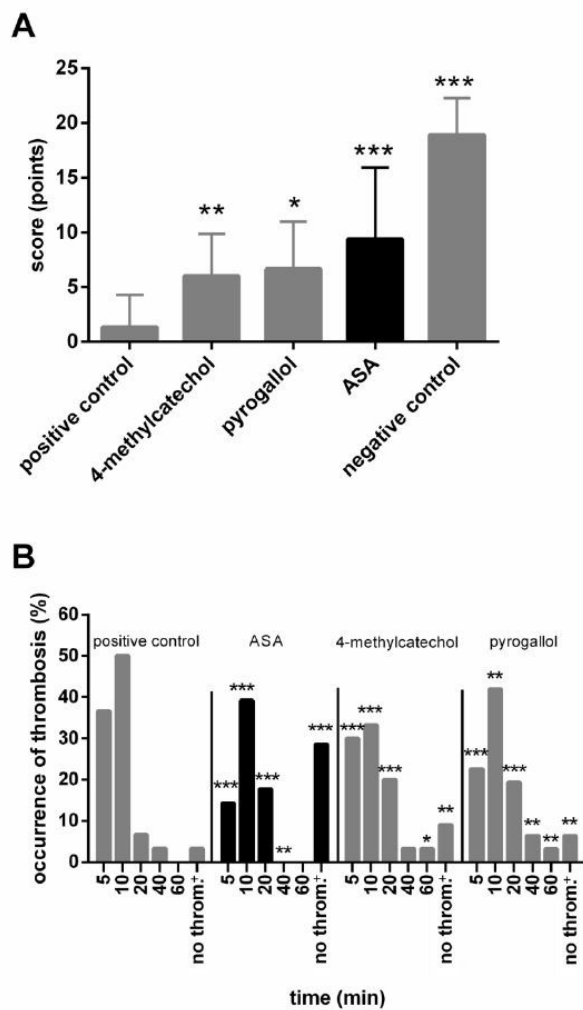 A
score (points)
25
20
15
10
5
0
** * *** ***
positive control
4-methylcatechol
pyrogallol
ASA
negative control
B
occurrence of thrombosis (%)
60
50
40
30
20
10
0
positive control ASA 4-methylcatechol pyrogallol
*** *** *** ** *** *** *** *** * ** *** ** *** ** ** **
5 10 20 40 60 no throm.⁺ 5 10 20 40 60 no throm.⁺ 5 10 20 40 60 no throm.⁺ 5 10 20 40 60 no throm.⁺
time (min)